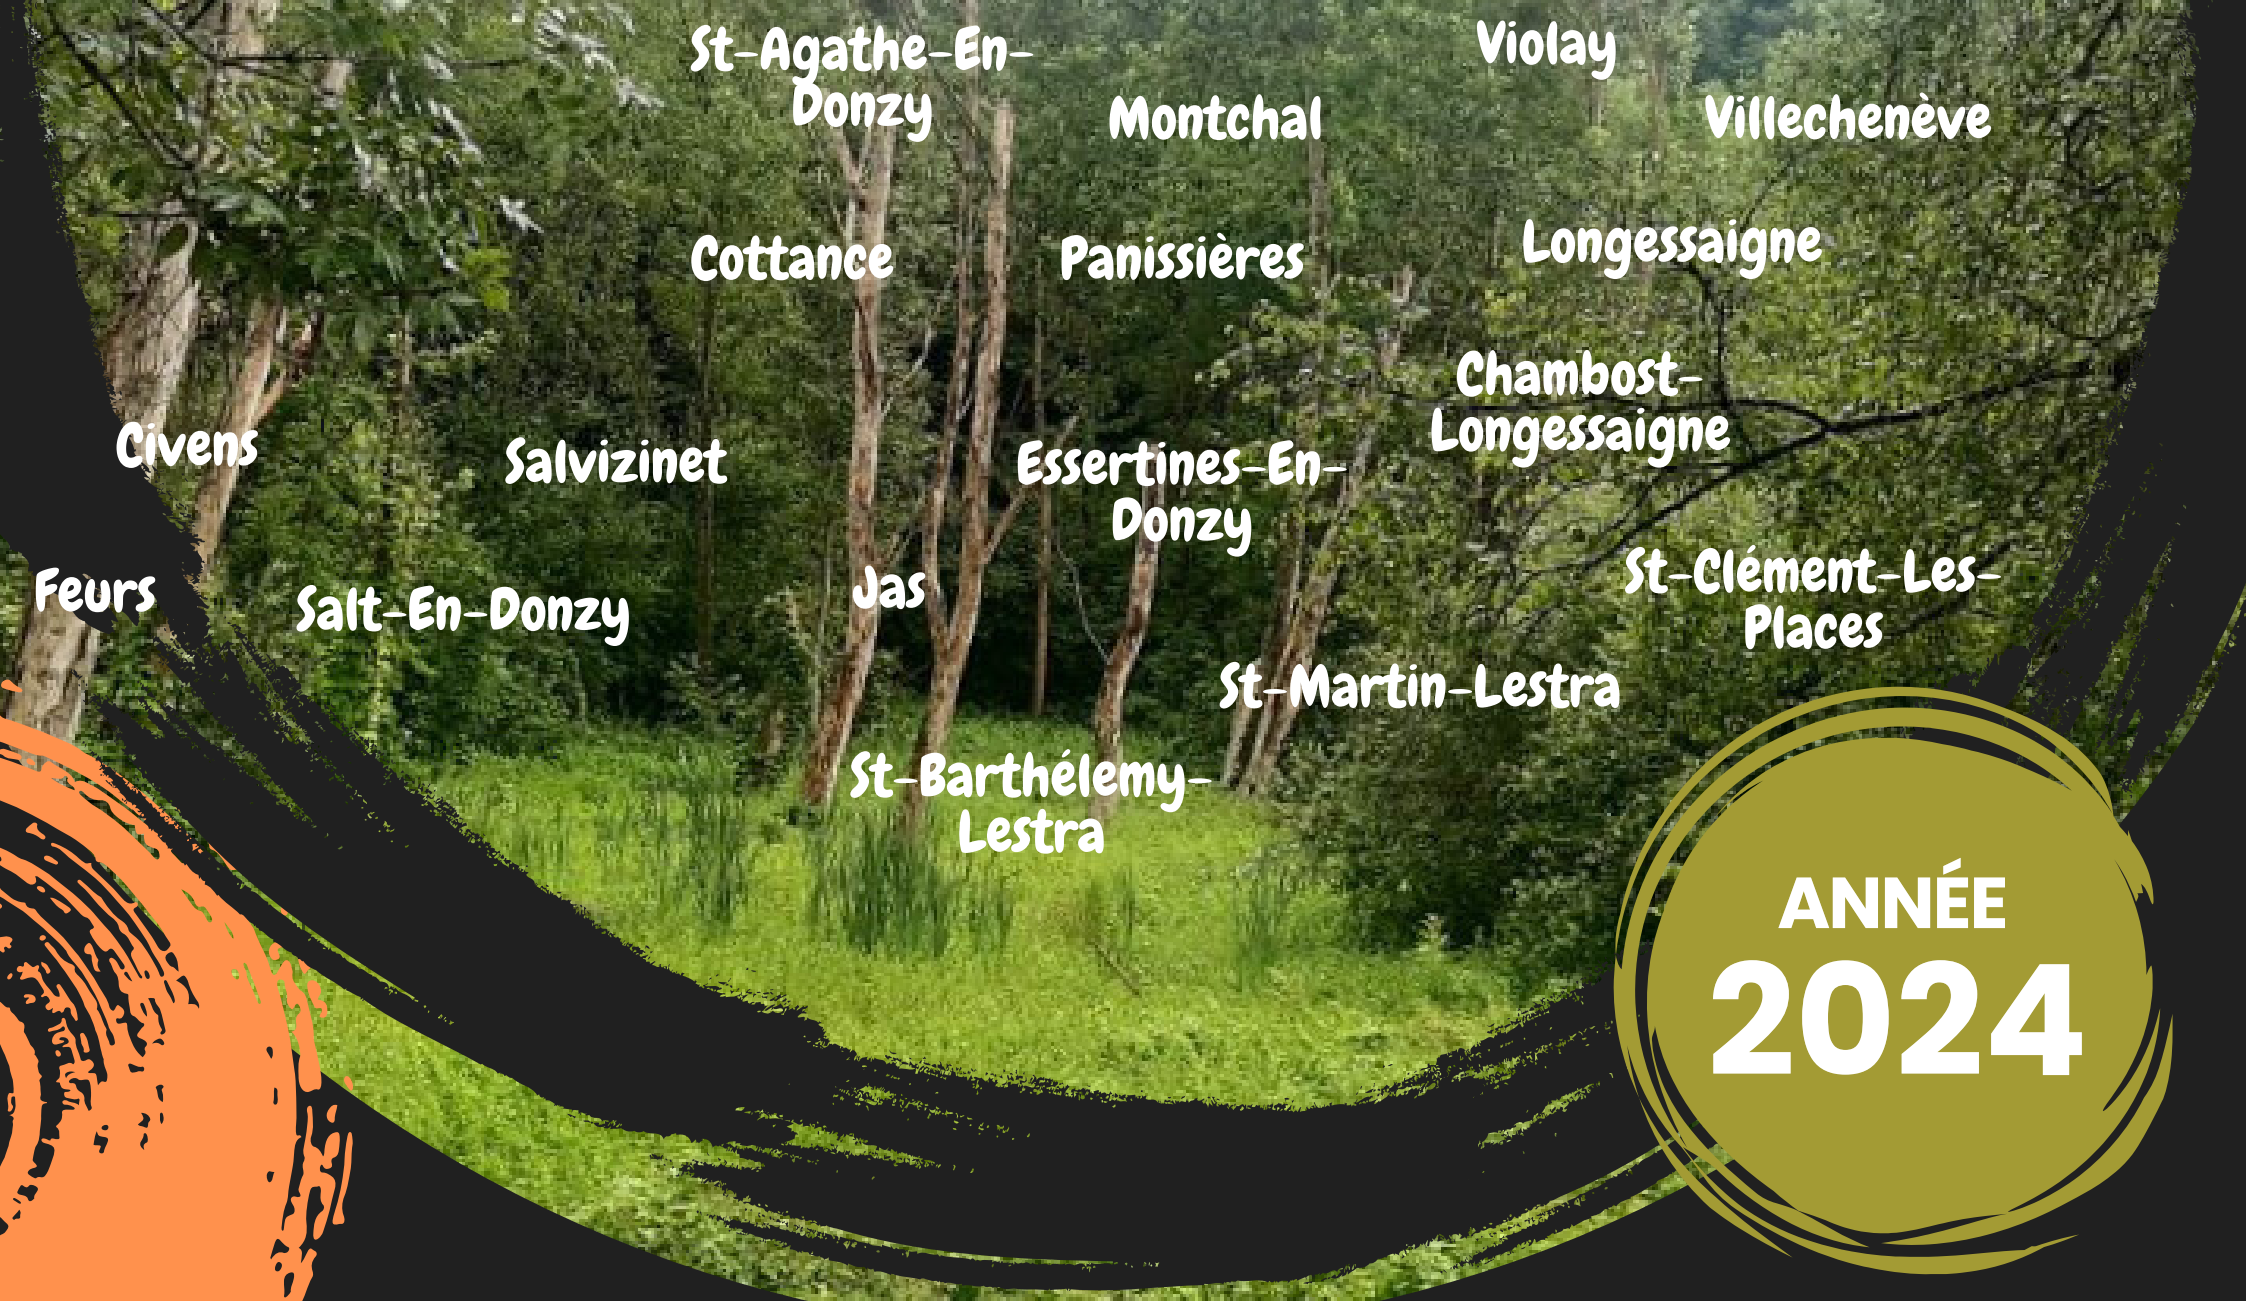 St-Agathe-En-
Donzy
Violay
Montchal
Villechenève
Cottance
Panissières
Longessaigne
Chambost-
Longessaigne
Civens
Salvizinet
Essertines-En-
Donzy
Feurs
Salt-En-Donzy
Jas
St-Clément-Les-
Places
St-Martin-Lestra
St-Barthélemy-
Lestra
ANNÉE
2024